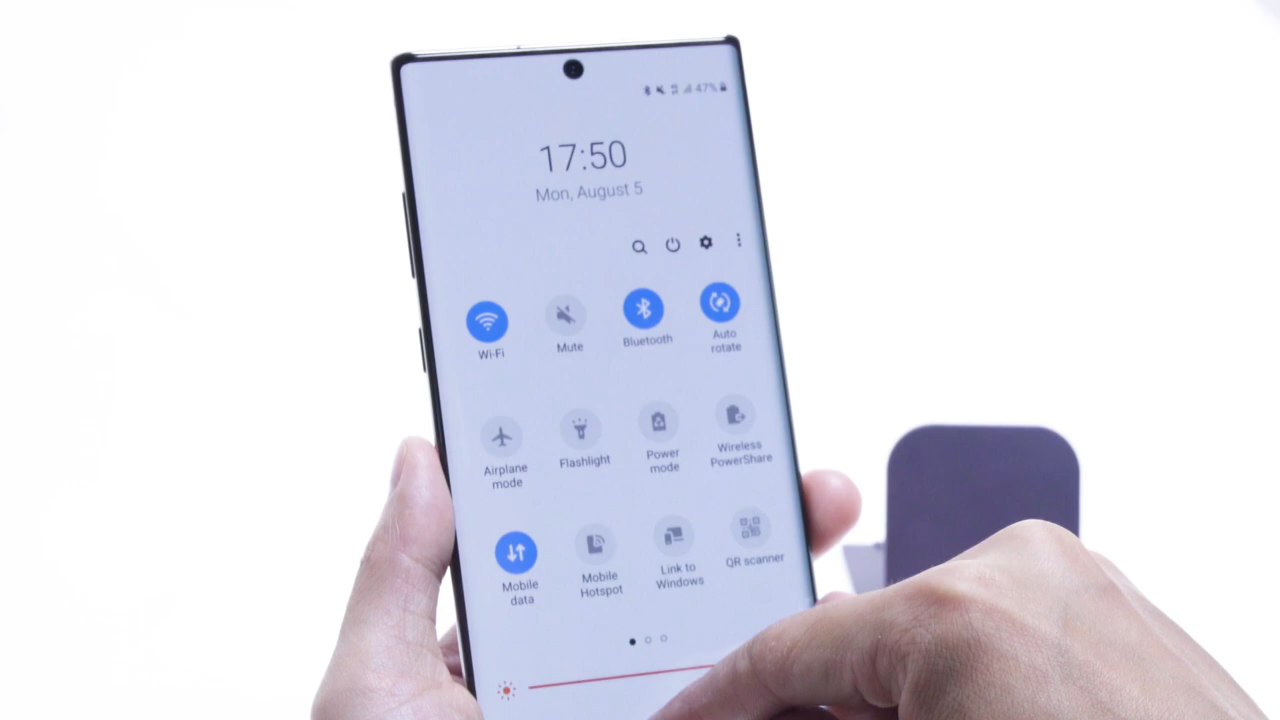 47%
17:50
Mon, August 5
Wi-Fi
Mute
Bluetooth
Auto
rotate
Airplane
mode
Flashlight
Power
mode
Wireless
PowerShare
Mobile
data
Mobile
Hotspot
Link to
Windows
QR scanner